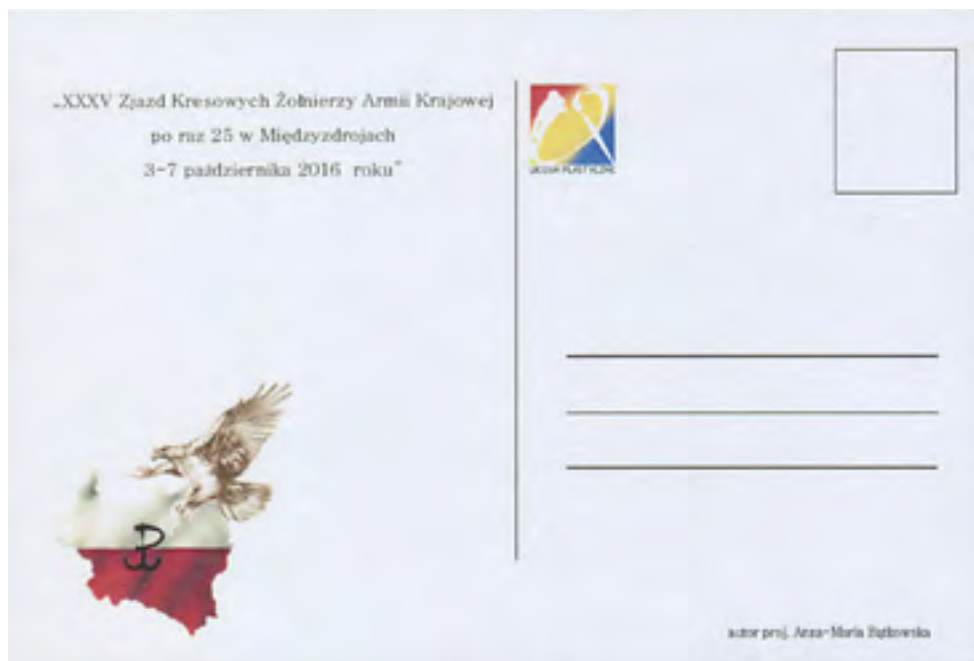 „XXXV Zjazd Kresowych Żołnierzy Armii Krajowej
po raz 25 w Międzyzdrojach
3-7 października 2016 roku"
PLASTYCZNE
autor proj. Anna-Maria